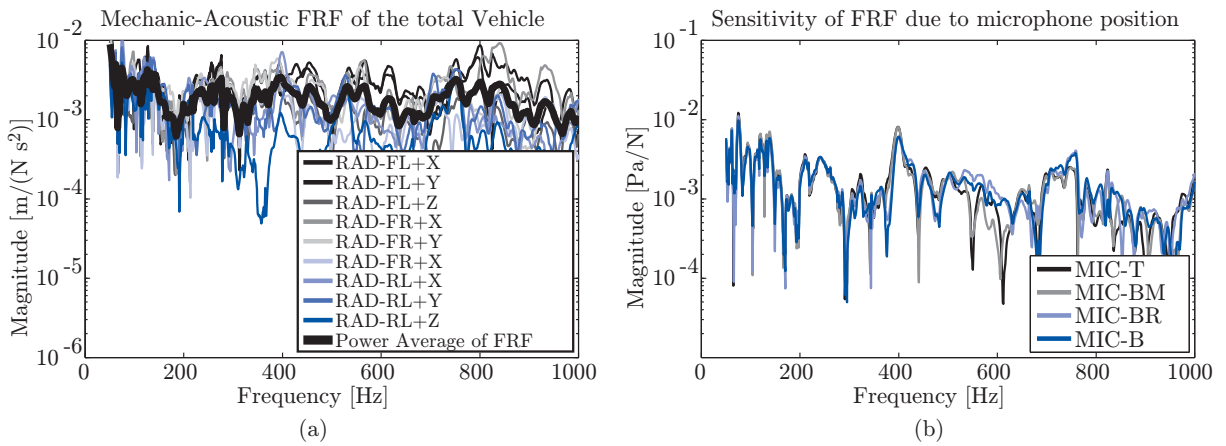 Mechanic-Acoustic FRF of the total Vehicle
10⁻²
10⁻³
10⁻⁴
10⁻⁵
10⁻⁶
Magnitude [m/(N s²)]
RAD-FL+X
RAD-FL+Y
RAD-FL+Z
RAD-FR+X
RAD-FR+Y
RAD-FR+X
RAD-RL+X
RAD-RL+Y
RAD-RL+Z
Power Average of FRF
0 200 400 600 800 1000
Frequency [Hz]
(a)
Sensitivity of FRF due to microphone position
10⁻¹
10⁻²
10⁻³
10⁻⁴
Magnitude [Pa/N]
MIC-T
MIC-BM
MIC-BR
MIC-B
0 200 400 600 800 1000
Frequency [Hz]
(b)